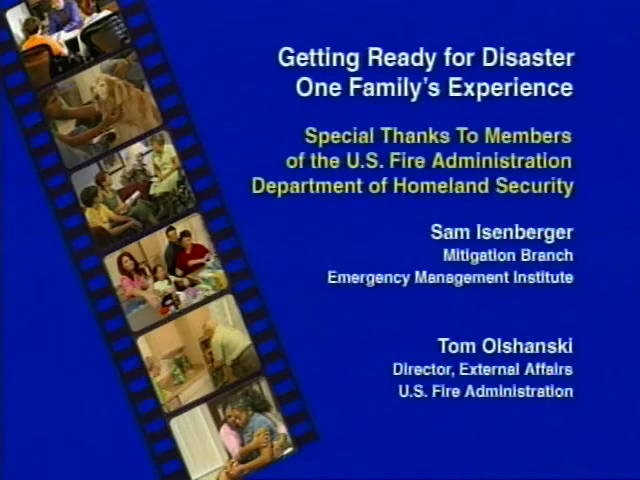 Getting Ready for Disaster
One Family's Experience
Special Thanks To Members
of the U.S. Fire Administration
Department of Homeland Security
Sam Isenberger
Mitigation Branch
Emergency Management Institute
Tom Olshanski
Director, External Affairs
U.S. Fire Administration